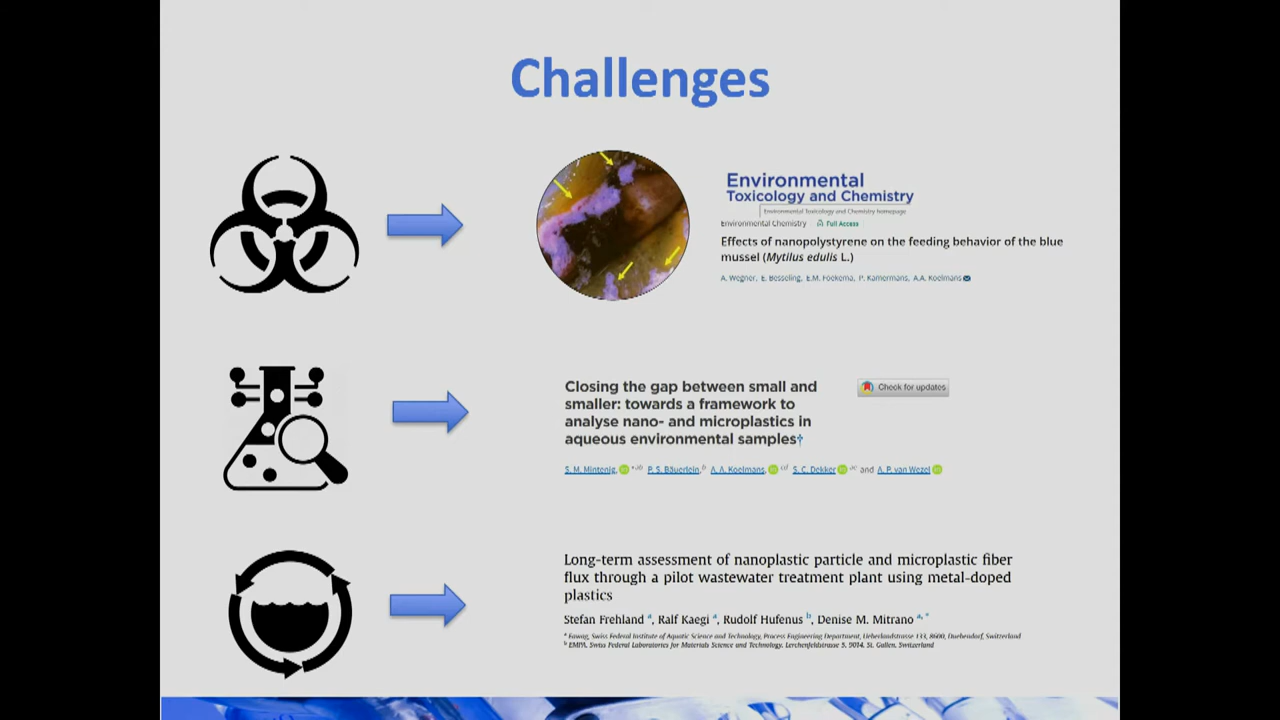 Challenges
Environmental
Toxicology and Chemistry
Environmental Toxicology and Chemistry homepage
Environmental Chemistry Full Access
Effects of nanopolystyrene on the feeding behavior of the blue
mussel (Mytilus edulis L.)
A. Wegner, E. Besseling, E.M. Foekema, P. Kamermans, A.A. Koelmans
Closing the gap between small and
smaller: towards a framework to
analyse nano- and microplastics in
aqueous environmental samples†
Check for updates
S. M. Mintenig, *ab P. S. Bäuerlein,b A. A. Koelmans, cd S. C. Dekker ae and A. P. van Wezel
Long-term assessment of nanoplastic particle and microplastic fiber
flux through a pilot wastewater treatment plant using metal-doped
plastics
Stefan Frehland a, Ralf Kaegi a, Rudolf Hufenus b, Denise M. Mitrano a, *
a Eawag, Swiss Federal Institute of Aquatic Science and Technology, Process Engineering Department, Ueberlandstrasse 133, 8600, Duebendorf, Switzerland
b EMPA, Swiss Federal Laboratories for Materials Science and Technology, Lerchenfeldstrasse 5, 9014, St. Gallen, Switzerland